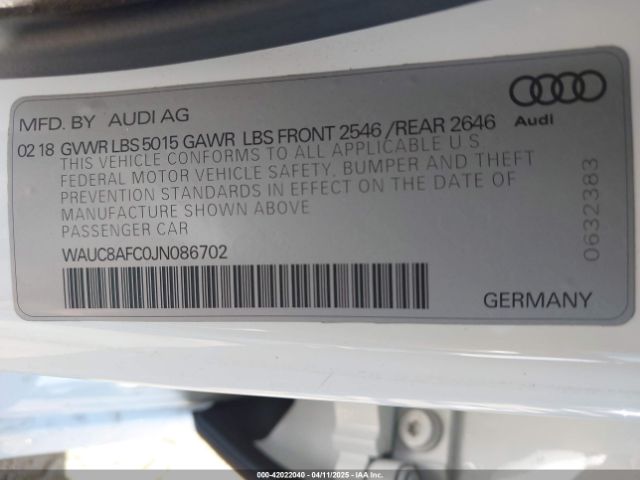 MFD. BY AUDI AG
Audi
02 18 GVWR LBS 5015 GAWR LBS FRONT 2546 /REAR 2646
THIS VEHICLE CONFORMS TO ALL APPLICABLE U S
FEDERAL MOTOR VEHICLE SAFETY, BUMPER AND THEFT
PREVENTION STANDARDS IN EFFECT ON THE DATE OF
MANUFACTURE SHOWN ABOVE
PASSENGER CAR
WAUC8AFC0JN086702
GERMANY
0632383
000-42022040 - 04/11/2025 - IAA Inc.